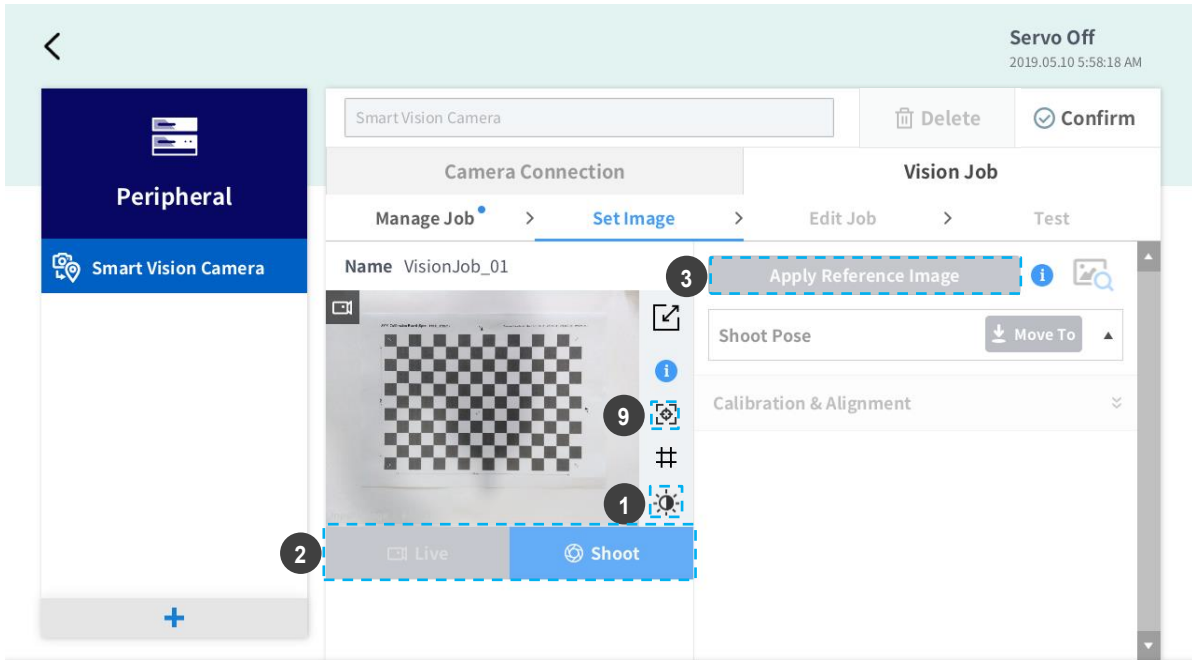 Servo Off
2019.05.10 5:58:18 AM
Peripheral
Smart Vision Camera
Smart Vision Camera
Delete
Confirm
Camera Connection
Vision Job
Manage Job > Set Image > Edit Job > Test
Name VisionJob_01
3
Apply Reference Image
i
Shoot Pose
Move To
i
Calibration & Alignment
9
1
2
Live
Shoot
+